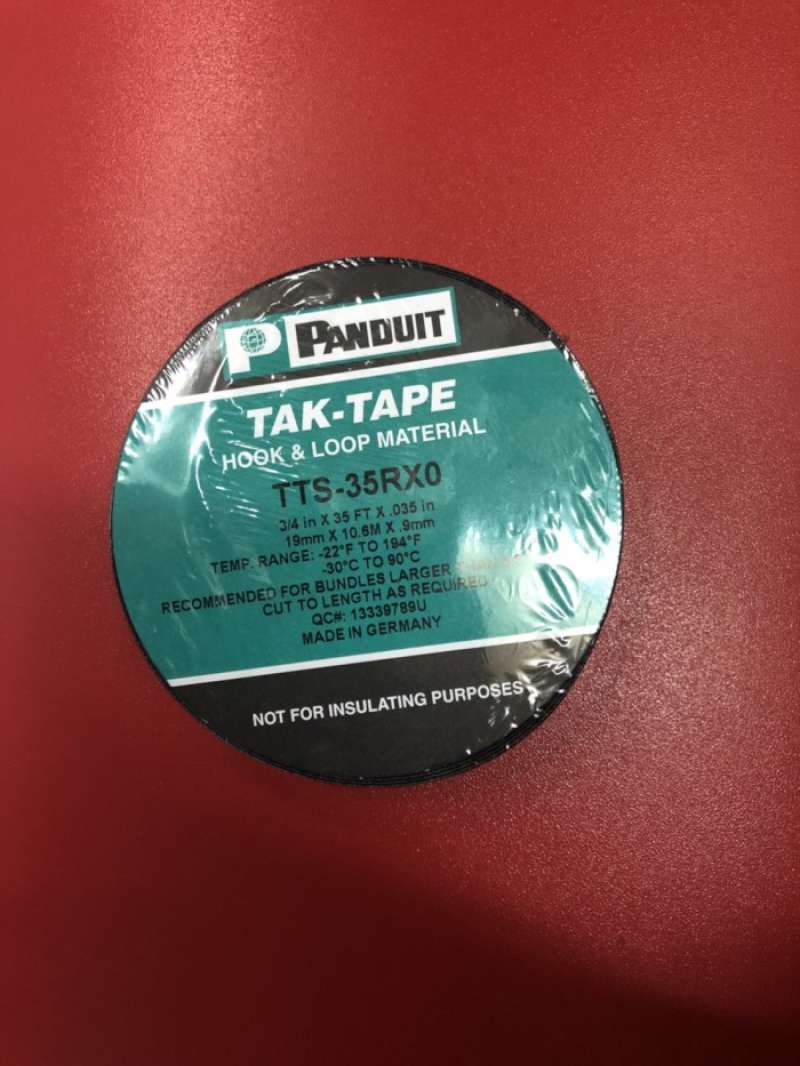 P PANDUIT
TAK-TAPE
HOOK & LOOP MATERIAL
TTS-35RX0
3/4 in X 35 FT X .035 in
19mm X 10.6M X .9mm
TEMP. RANGE: -22°F TO 194°F
-30°C TO 90°C
RECOMMENDED FOR BUNDLES LARGER
CUT TO LENGTH AS REQUIRED
QC#: 13339789U
MADE IN GERMANY
NOT FOR INSULATING PURPOSES